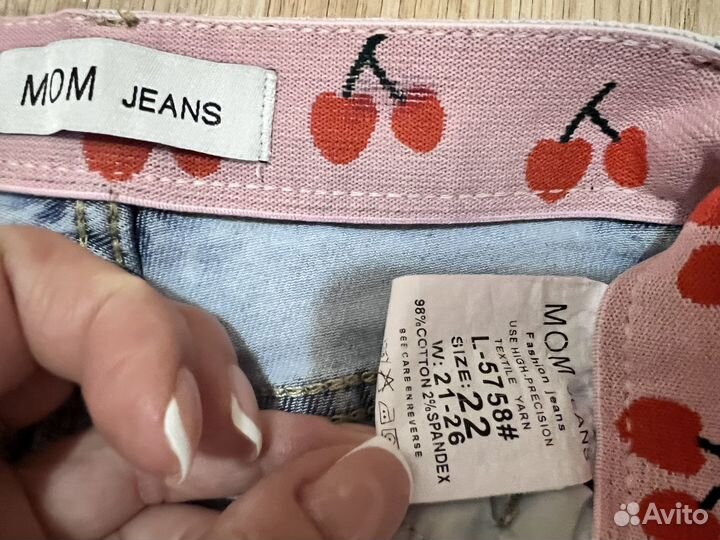 MOM JEANS
MOM
Fashion jeans
USE HIGH-PRECISION
TEXTILE YARN
L-5758#
SIZE: 22
W: 21-26
98%COTTON 2%SPANDEX
SEE CARE ON REVERSE
EANS
Avito